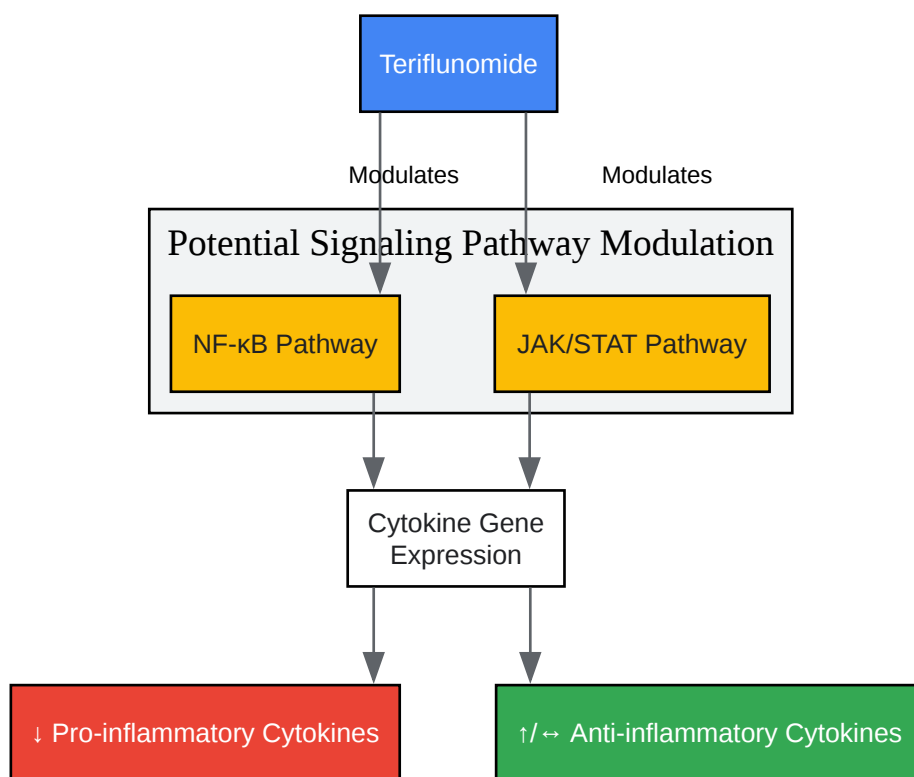 Teriflunomide
Modulates
Modulates
Potential Signaling Pathway Modulation
NF-κB Pathway
JAK/STAT Pathway
Cytokine Gene
Expression
↓ Pro-inflammatory Cytokines
↑/↔ Anti-inflammatory Cytokines